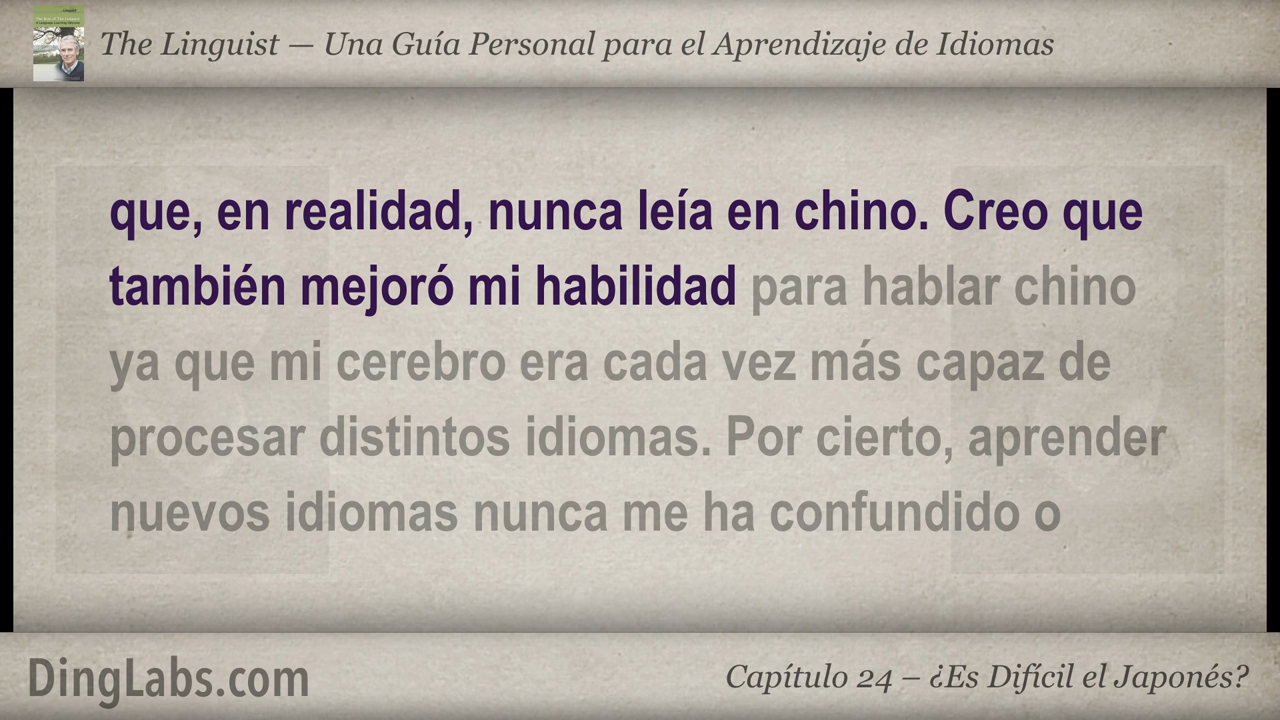 The Linguist — Una Guía Personal para el Aprendizaje de Idiomas
que, en realidad, nunca leía en chino. Creo que
también mejoró mi habilidad para hablar chino
ya que mi cerebro era cada vez más capaz de
procesar distintos idiomas. Por cierto, aprender
nuevos idiomas nunca me ha confundido o
DingLabs.com
Capítulo 24 – ¿Es Difícil el Japonés?